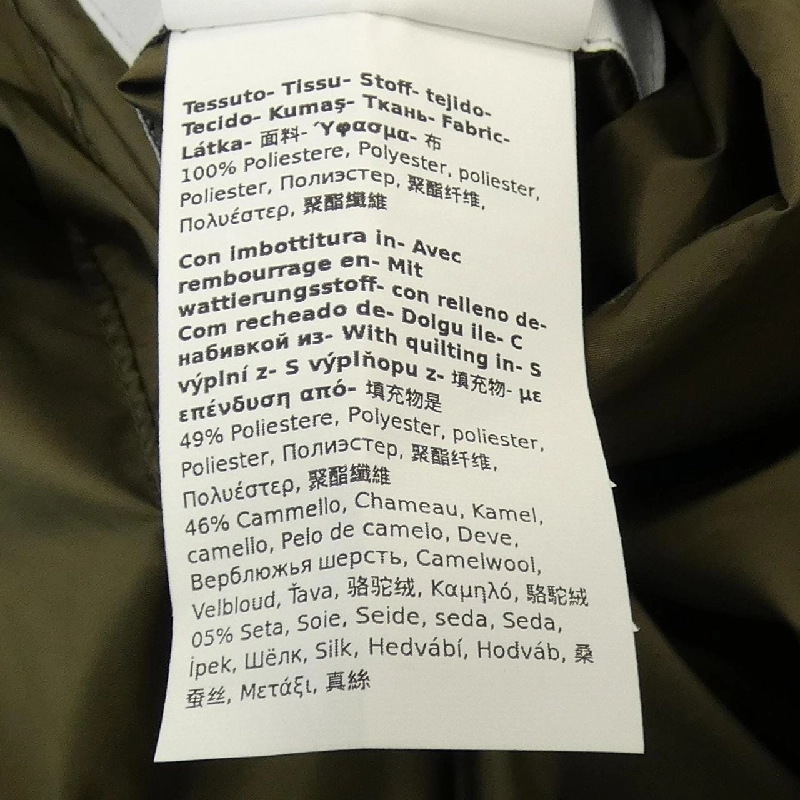 Tessuto- Tissu- Stoff- tejido-
Tecido- Kumaş- Ткань- Fabric-
Látka- 面料- Ύφασμα- 布
100% Poliestere, Polyester, poliester,
Poliester, Полиэстер, 聚酯纤维,
Πολυέστερ, 聚酯纖維
Con imbottitura in- Avec
rembourrage en- Mit
wattierungsstoff- con relleno de-
Com recheado de- Dolgu ile- C
набивкой из- With quilting in- S
výplní z- S výplňopu z- 填充物- με
επένδυση από- 填充物是
49% Poliestere, Polyester, poliester,
Poliester, Полиэстер, 聚酯纤维,
Πολυέστερ, 聚酯纖維
46% Cammello, Chameau, Kamel,
camello, Pelo de camelo, Deve,
Верблюжья шерсть, Camelwool,
Velbloud, Ťava, 骆驼绒, Καμηλό, 駱駝絨
05% Seta, Soie, Seide, seda, Seda,
İpek, Шёлк, Silk, Hedvábí, Hodváb, 桑
蚕丝, Μετάξι, 真絲